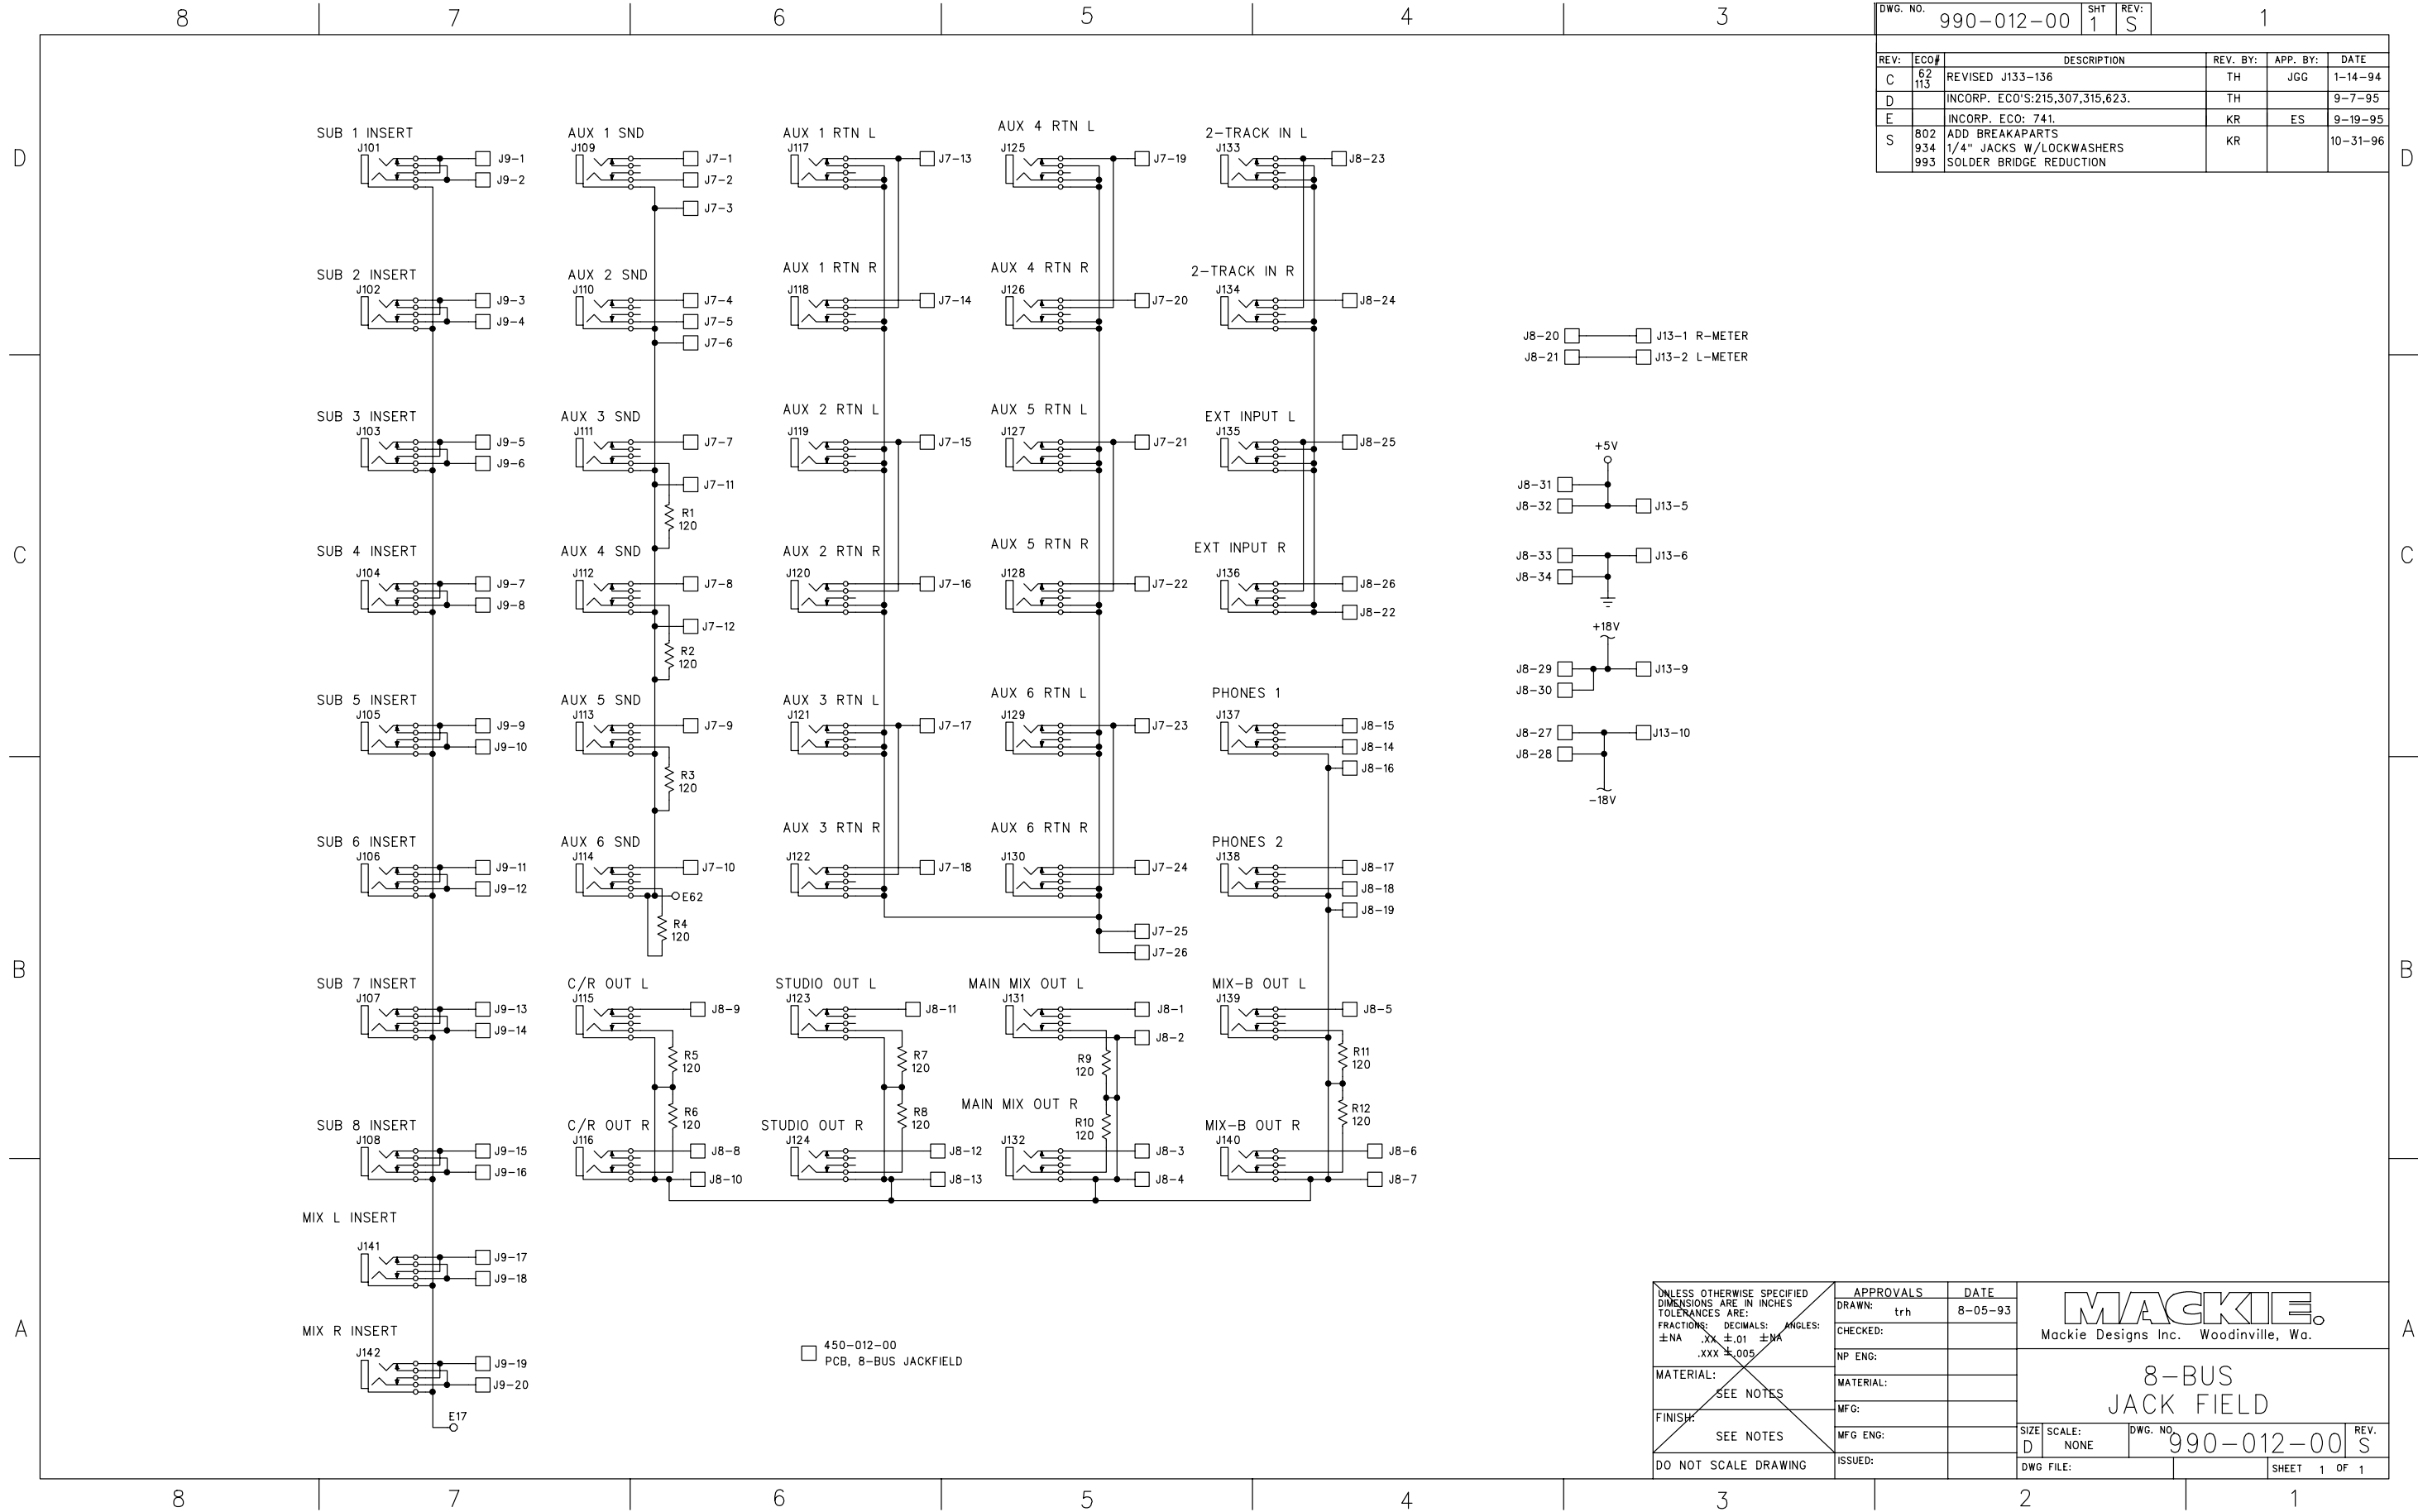 8 7 6 5 4 3 1
DWG. NO. 990-012-00 SHT 1 REV: S
REV: ECO# DESCRIPTION REV. BY: APP. BY: DATE
C 62 113 REVISED J133-136 TH JGG 1-14-94
D INCORP. ECO'S:215,307,315,623. TH 9-7-95
E INCORP. ECO: 741. KR ES 9-19-95
S 802 ADD BREAKAPARTS KR 10-31-96
934 1/4" JACKS W/LOCKWASHERS
993 SOLDER BRIDGE REDUCTION
D
D
C
C
B
B
A
A
SUB 1 INSERT
J101
J9-1
J9-2
SUB 2 INSERT
J102
J9-3
J9-4
SUB 3 INSERT
J103
J9-5
J9-6
SUB 4 INSERT
J104
J9-7
J9-8
SUB 5 INSERT
J105
J9-9
J9-10
SUB 6 INSERT
J106
J9-11
J9-12
SUB 7 INSERT
J107
J9-13
J9-14
SUB 8 INSERT
J108
J9-15
J9-16
MIX L INSERT
J141
J9-17
J9-18
MIX R INSERT
J142
J9-19
J9-20
E17
AUX 1 SND
J109
J7-1
J7-2
J7-3
AUX 2 SND
J110
J7-4
J7-5
J7-6
AUX 3 SND
J111
J7-7
J7-11
R1
120
AUX 4 SND
J112
J7-8
J7-12
R2
120
AUX 5 SND
J113
J7-9
R3
120
AUX 6 SND
J114
J7-10
E62
R4
120
C/R OUT L
J115
J8-9
R5
120
R6
120
C/R OUT R
J116
J8-8
J8-10
AUX 1 RTN L
J117
J7-13
AUX 1 RTN R
J118
J7-14
AUX 2 RTN L
J119
J7-15
AUX 2 RTN R
J120
J7-16
AUX 3 RTN L
J121
J7-17
AUX 3 RTN R
J122
J7-18
STUDIO OUT L
J123
J8-11
R7
120
R8
120
STUDIO OUT R
J124
J8-12
J8-13
AUX 4 RTN L
J125
J7-19
AUX 4 RTN R
J126
J7-20
AUX 5 RTN L
J127
J7-21
AUX 5 RTN R
J128
J7-22
AUX 6 RTN L
J129
J7-23
AUX 6 RTN R
J130
J7-24
J7-25
J7-26
MAIN MIX OUT L
J131
J8-1
J8-2
R9
120
MAIN MIX OUT R
R10
120
J132
J8-3
J8-4
2-TRACK IN L
J133
J8-23
2-TRACK IN R
J134
J8-24
EXT INPUT L
J135
J8-25
EXT INPUT R
J136
J8-26
J8-22
PHONES 1
J137
J8-15
J8-14
J8-16
PHONES 2
J138
J8-17
J8-18
J8-19
MIX-B OUT L
J139
J8-5
R11
120
R12
120
MIX-B OUT R
J140
J8-6
J8-7
J8-20 J13-1 R-METER
J8-21 J13-2 L-METER
+5V
J8-31
J8-32 J13-5
J8-33 J13-6
J8-34
+18V
J8-29 J13-9
J8-30
J8-27 J13-10
J8-28
-18V
450-012-00
PCB, 8-BUS JACKFIELD
UNLESS OTHERWISE SPECIFIED
DIMENSIONS ARE IN INCHES
TOLERANCES ARE:
FRACTIONS: DECIMALS: ANGLES:
±NA .XX ±.01 ±NA
.XXX ±.005
MATERIAL:
SEE NOTES
FINISH:
SEE NOTES
DO NOT SCALE DRAWING
APPROVALS DATE
DRAWN: trh 8-05-93
CHECKED:
NP ENG:
MATERIAL:
MFG:
MFG ENG:
ISSUED:
MACKIE.
Mackie Designs Inc. Woodinville, Wa.
8-BUS
JACK FIELD
SIZE D SCALE: NONE DWG. NO. 990-012-00 REV. S
DWG FILE: SHEET 1 OF 1
8 7 6 5 4 3 2 1